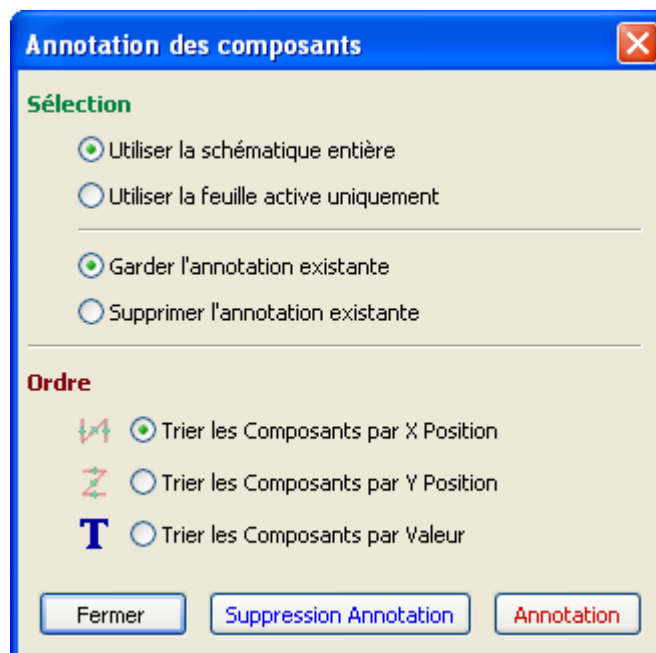 Annotation des composants
Sélection
Utiliser la schématique entière
Utiliser la feuille active uniquement
Garder l'annotation existante
Supprimer l'annotation existante
Ordre
Trier les Composants par X Position
Trier les Composants par Y Position
T Trier les Composants par Valeur
Fermer Suppression Annotation Annotation